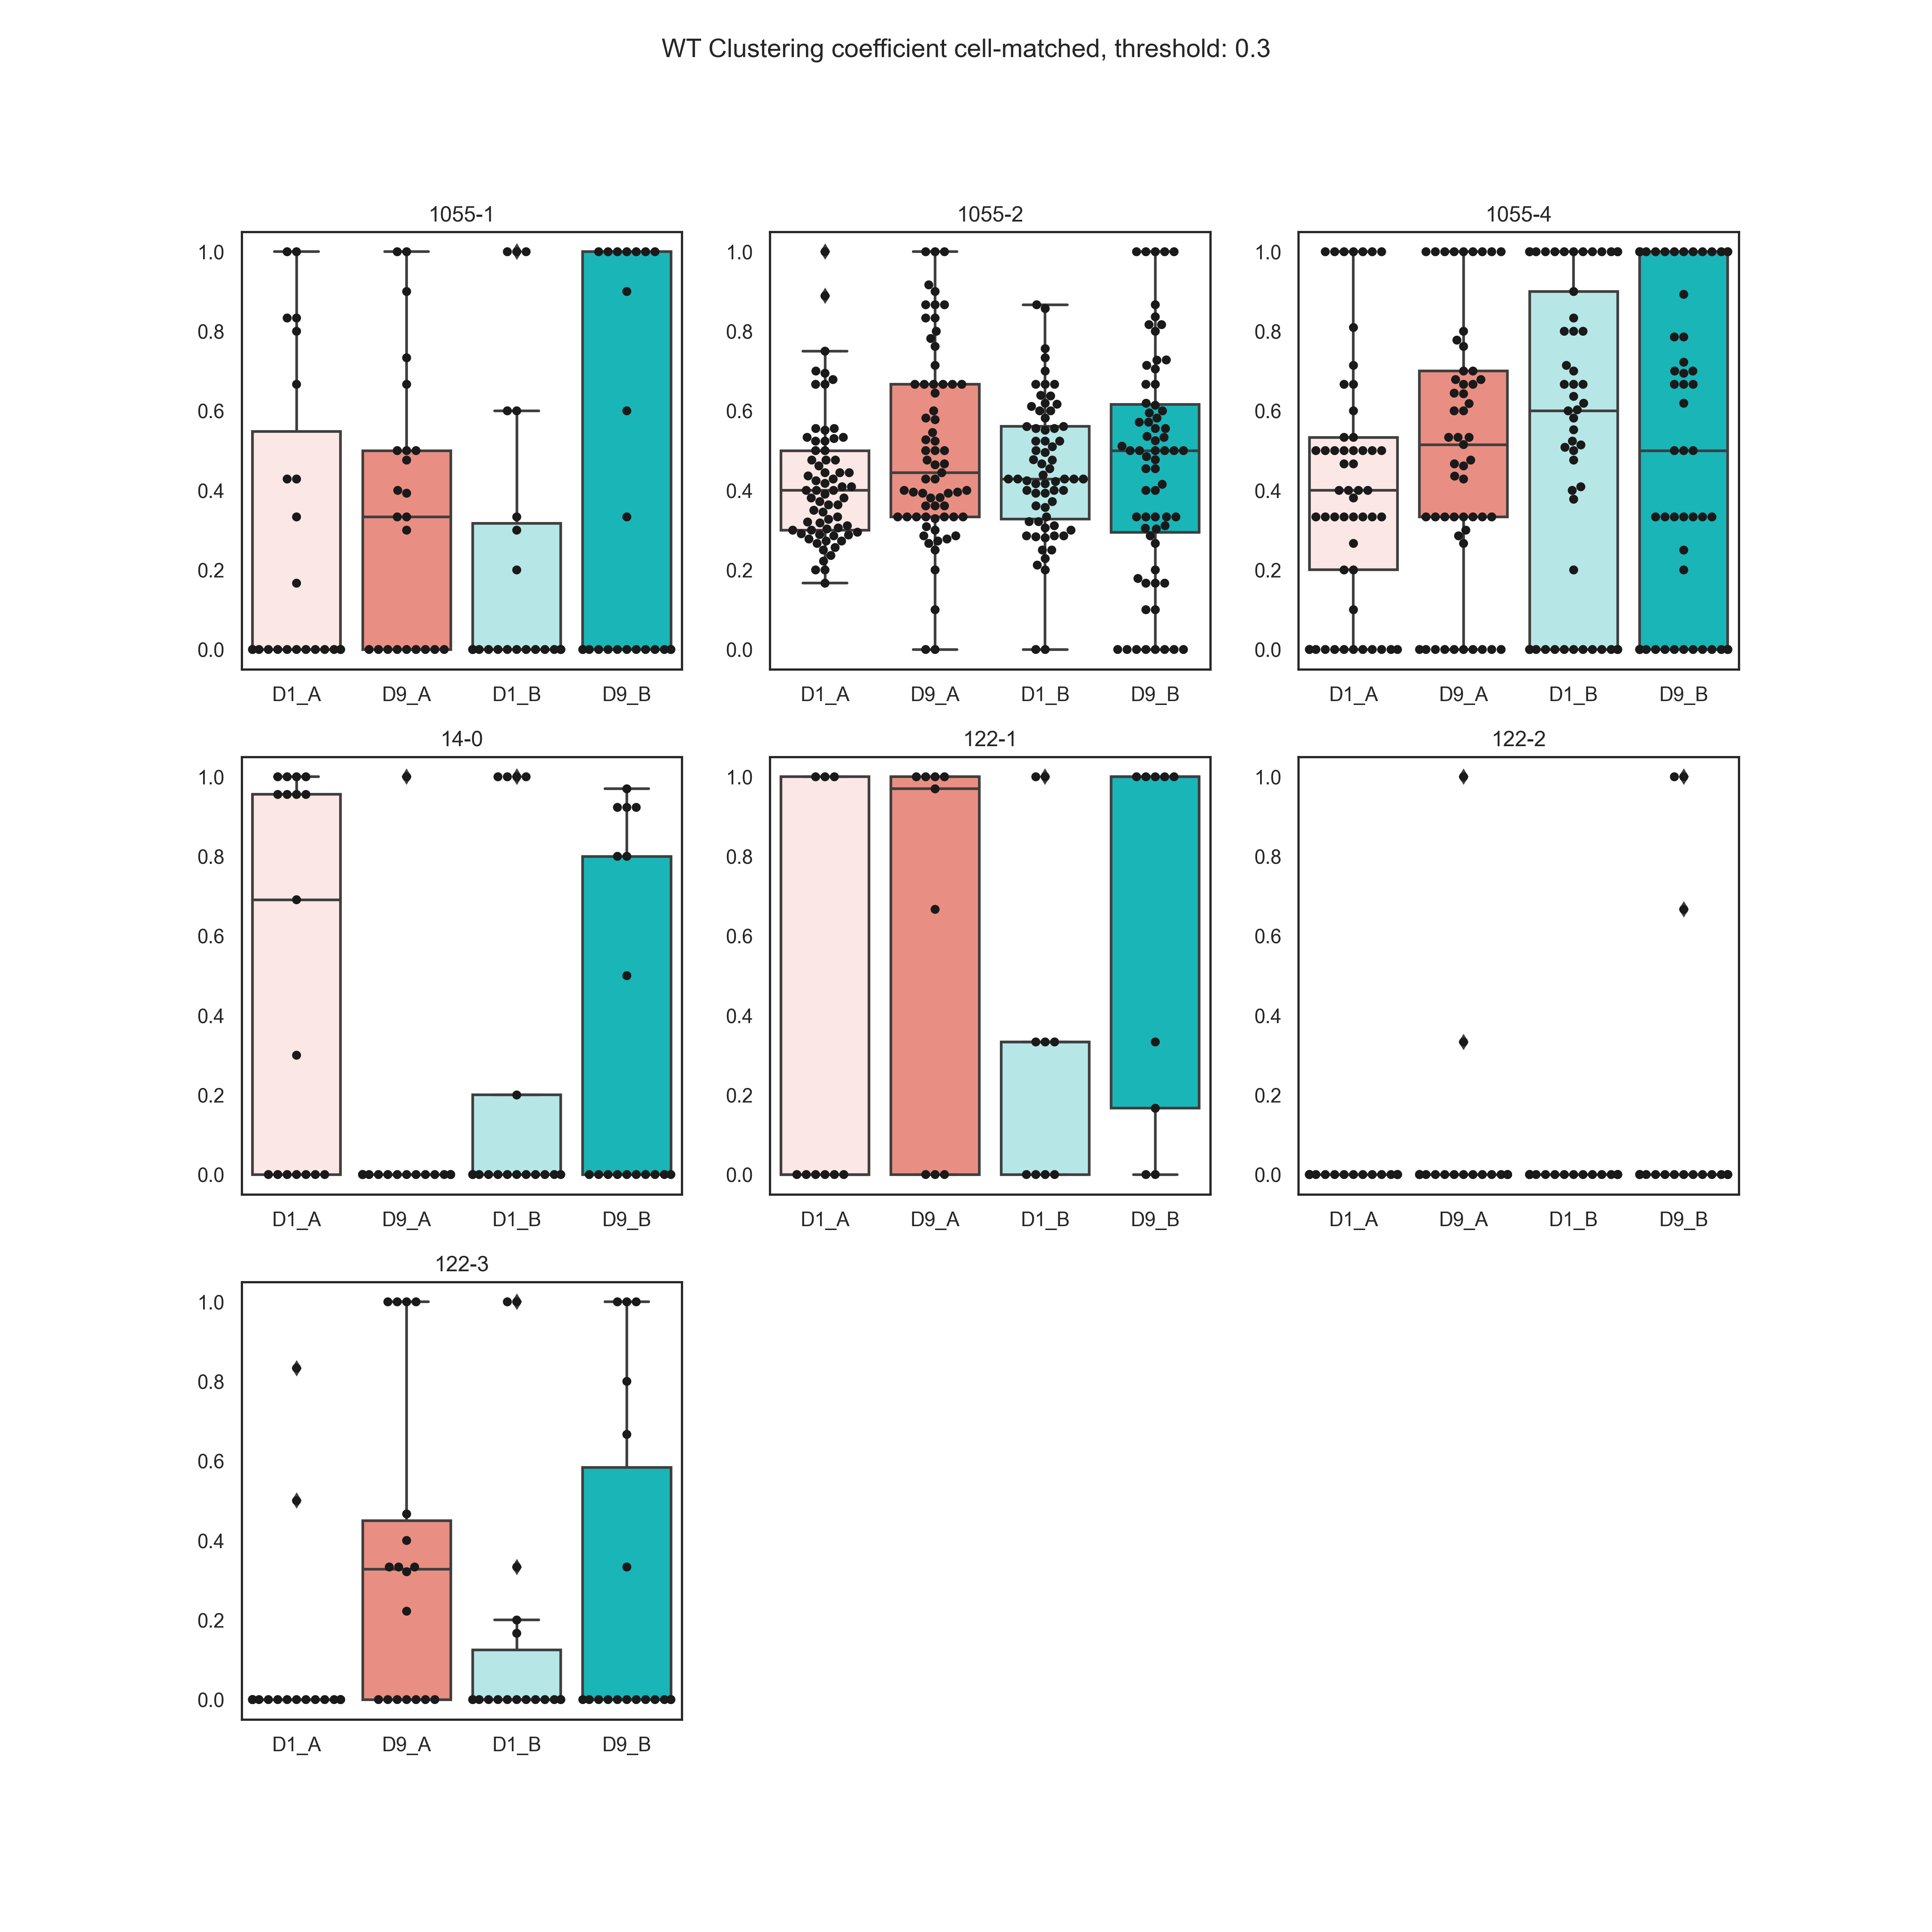 WT Clustering coefficient cell-matched, threshold: 0.3
1055-1 1055-2 1055-4
1.0 1.0 1.0
0.8 0.8 0.8
0.6 0.6 0.6
0.4 0.4 0.4
0.2 0.2 0.2
0.0 0.0 0.0
D1_A D9_A D1_B D9_B D1_A D9_A D1_B D9_B D1_A D9_A D1_B D9_B
14-0 122-1 122-2
1.0 1.0 1.0
0.8 0.8 0.8
0.6 0.6 0.6
0.4 0.4 0.4
0.2 0.2 0.2
0.0 0.0 0.0
D1_A D9_A D1_B D9_B D1_A D9_A D1_B D9_B D1_A D9_A D1_B D9_B
122-3
1.0
0.8
0.6
0.4
0.2
0.0
D1_A D9_A D1_B D9_B